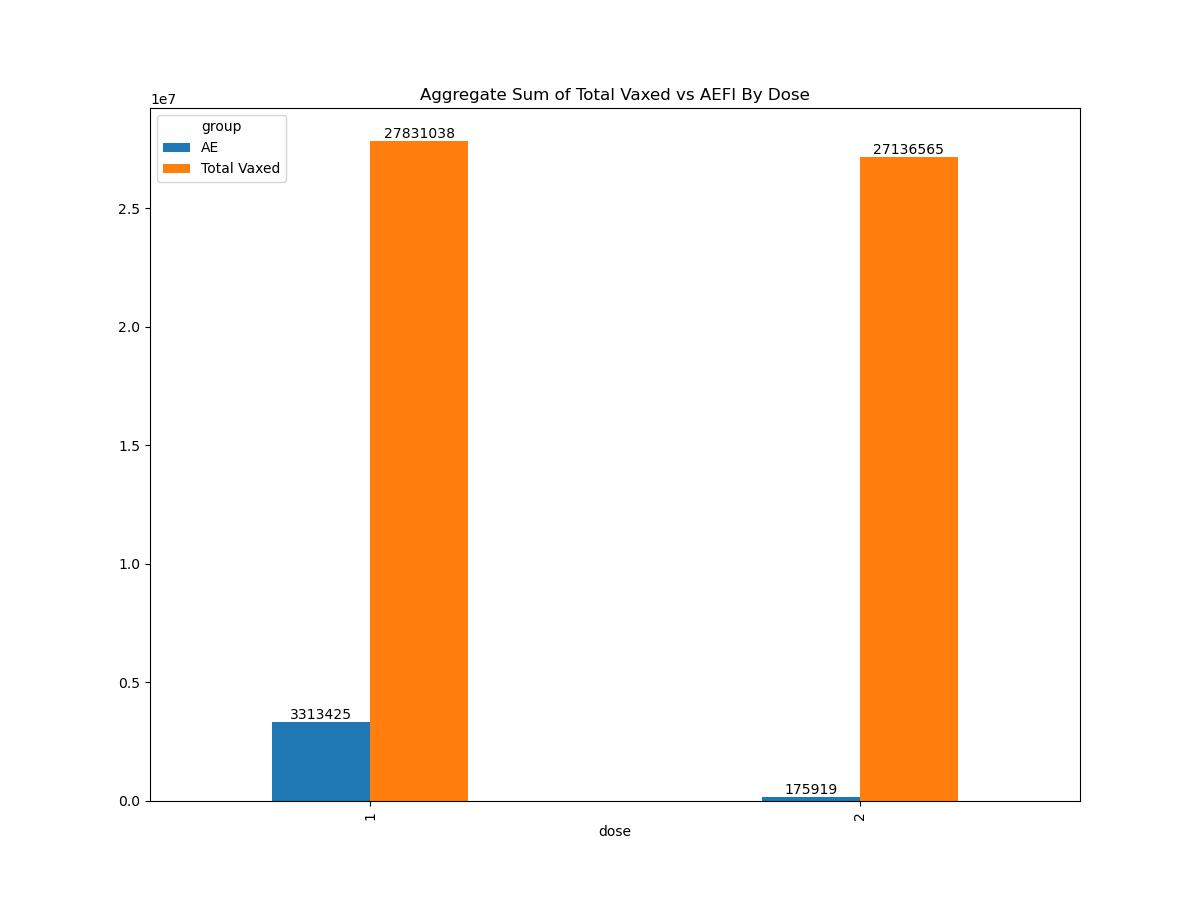 Aggregate Sum of Total Vaxed vs AEFI By Dose
1e7
group
AE
Total Vaxed
27831038
27136565
2.5
2.0
1.5
1.0
0.5
3313425
175919
0.0
1
2
dose